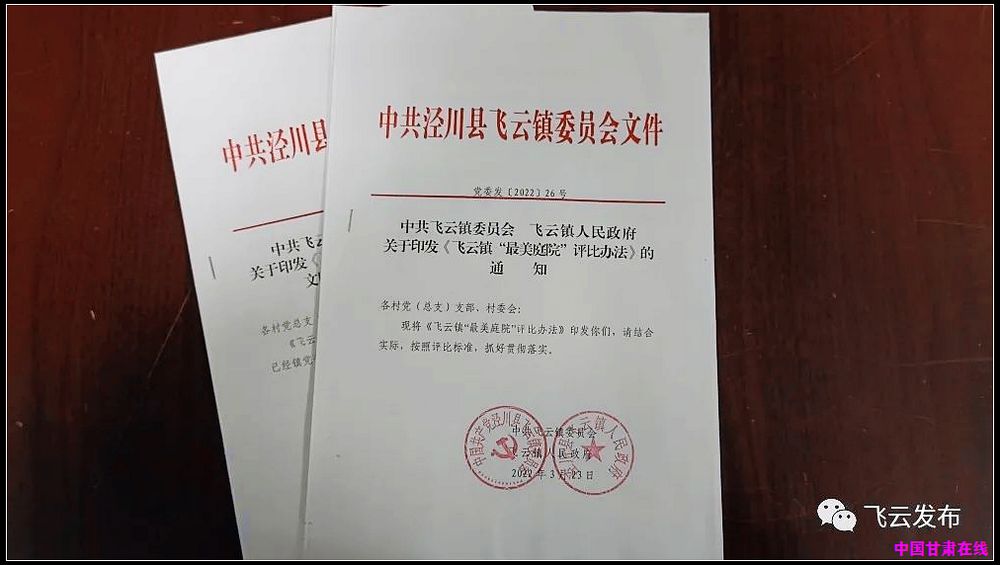 中共泾川县飞云镇委员会文件
党委发〔2022〕26号
中共飞云镇委员会 飞云镇人民政府
关于印发《飞云镇“最美庭院”评比办法》的
通 知
各村党（总支）支部、村委会：
现将《飞云镇“最美庭院”评比办法》印发你们，请结合
实际，按照评比标准，抓好贯彻落实。
中共飞云镇委员会
飞云镇人民政府
2022年3月23日
中共泾川县
中共飞云
关于印发《
各村党总支
《飞云
已经镇党
飞云发布
中国甘肃在线